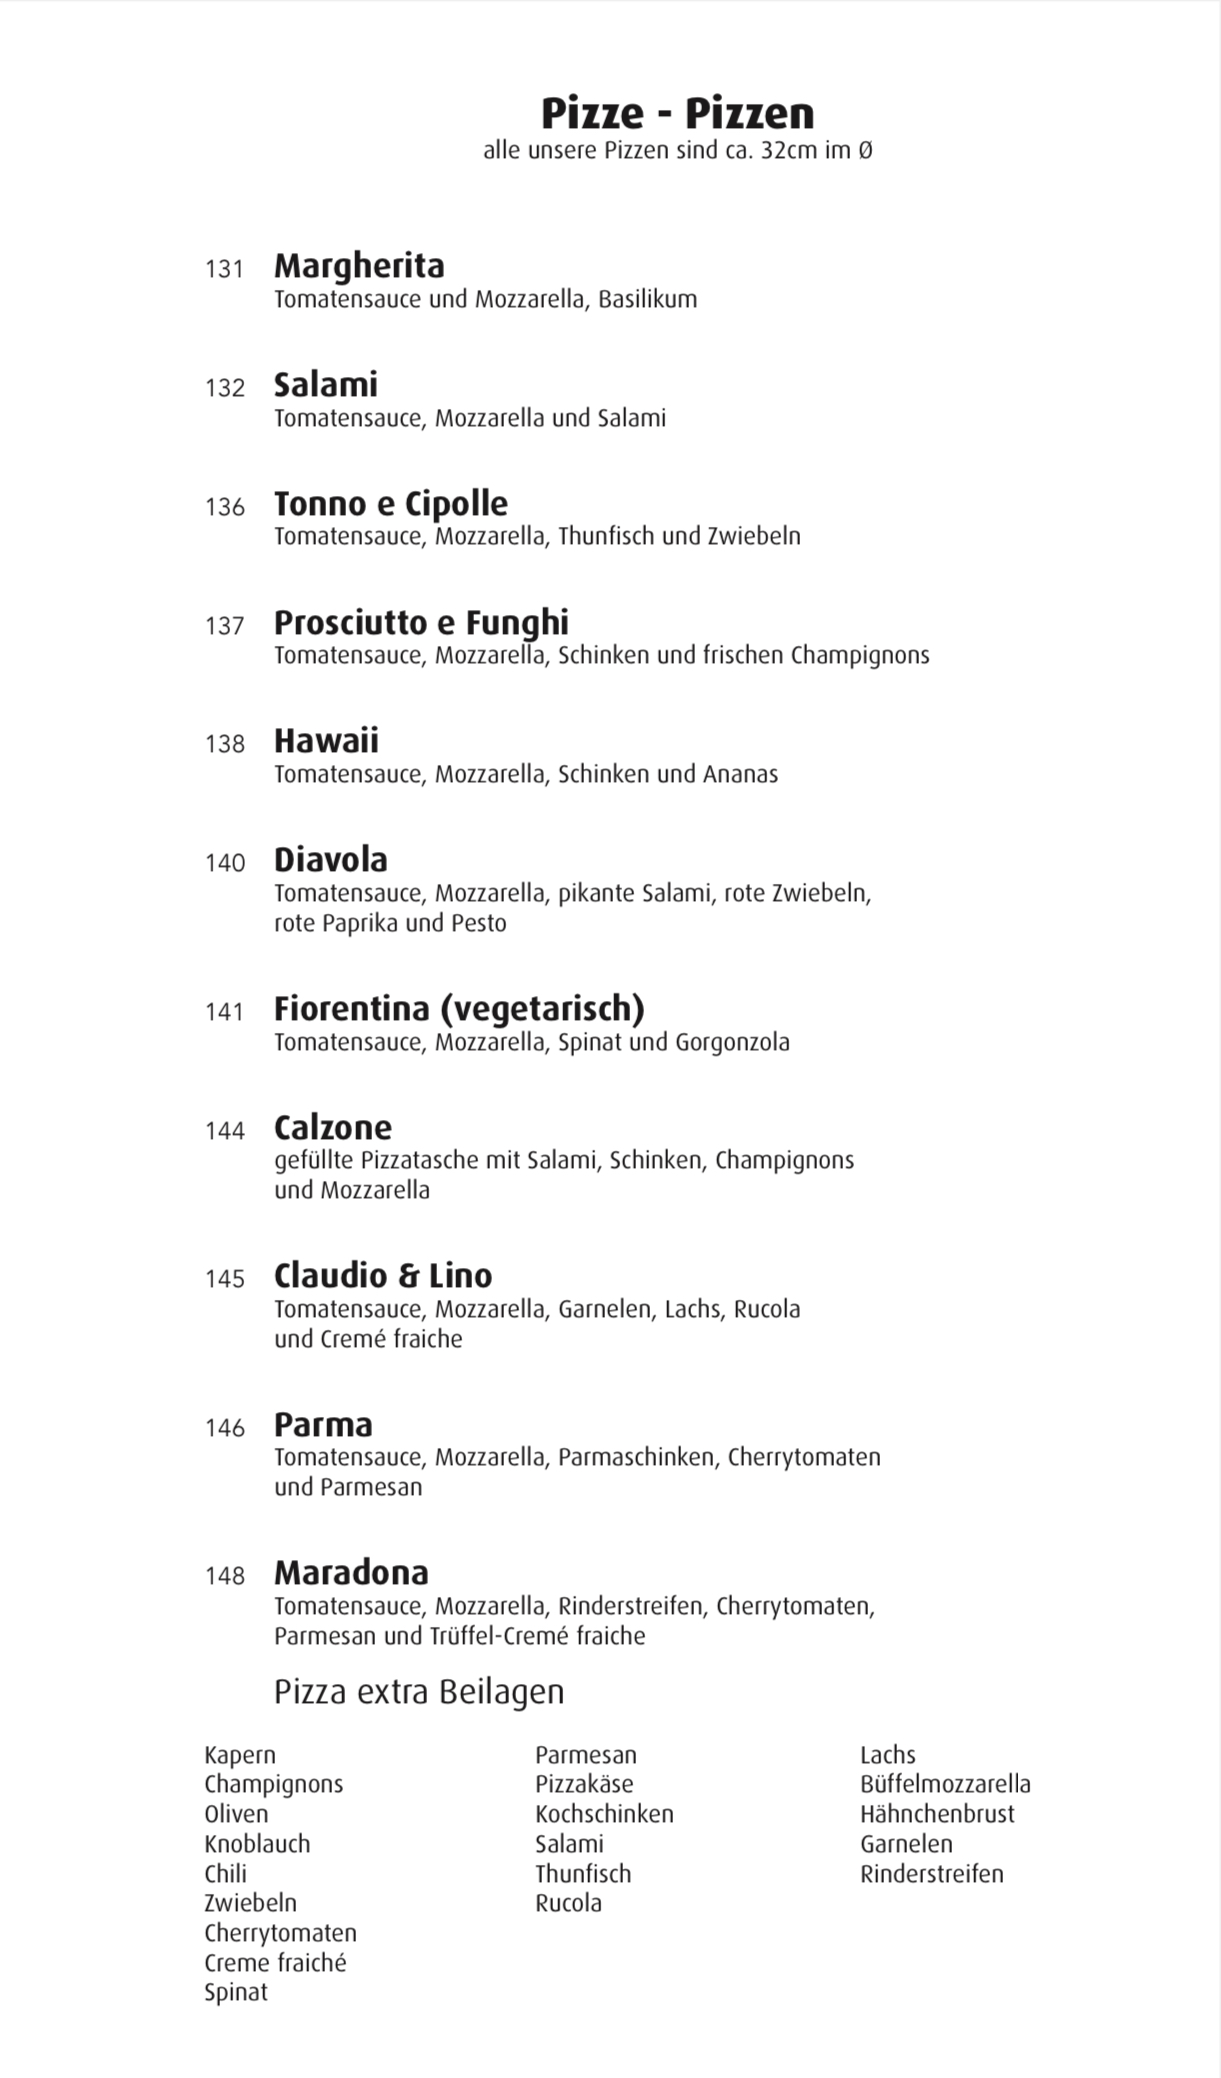 Pizze - Pizzen
alle unsere Pizzen sind ca. 32cm im Ø
131 Margherita
Tomatensauce und Mozzarella, Basilikum
132 Salami
Tomatensauce, Mozzarella und Salami
136 Tonno e Cipolle
Tomatensauce, Mozzarella, Thunfisch und Zwiebeln
137 Prosciutto e Funghi
Tomatensauce, Mozzarella, Schinken und frischen Champignons
138 Hawaii
Tomatensauce, Mozzarella, Schinken und Ananas
140 Diavola
Tomatensauce, Mozzarella, pikante Salami, rote Zwiebeln,
rote Paprika und Pesto
141 Fiorentina (vegetarisch)
Tomatensauce, Mozzarella, Spinat und Gorgonzola
144 Calzone
gefüllte Pizzatasche mit Salami, Schinken, Champignons
und Mozzarella
145 Claudio & Lino
Tomatensauce, Mozzarella, Garnelen, Lachs, Rucola
und Cremé fraiche
146 Parma
Tomatensauce, Mozzarella, Parmaschinken, Cherrytomaten
und Parmesan
148 Maradona
Tomatensauce, Mozzarella, Rinderstreifen, Cherrytomaten,
Parmesan und Trüffel-Cremé fraiche
Pizza extra Beilagen
Kapern
Champignons
Oliven
Knoblauch
Chili
Zwiebeln
Cherrytomaten
Creme fraiché
Spinat
Parmesan
Pizzakäse
Kochschinken
Salami
Thunfisch
Rucola
Lachs
Büffelmozzarella
Hähnchenbrust
Garnelen
Rinderstreifen